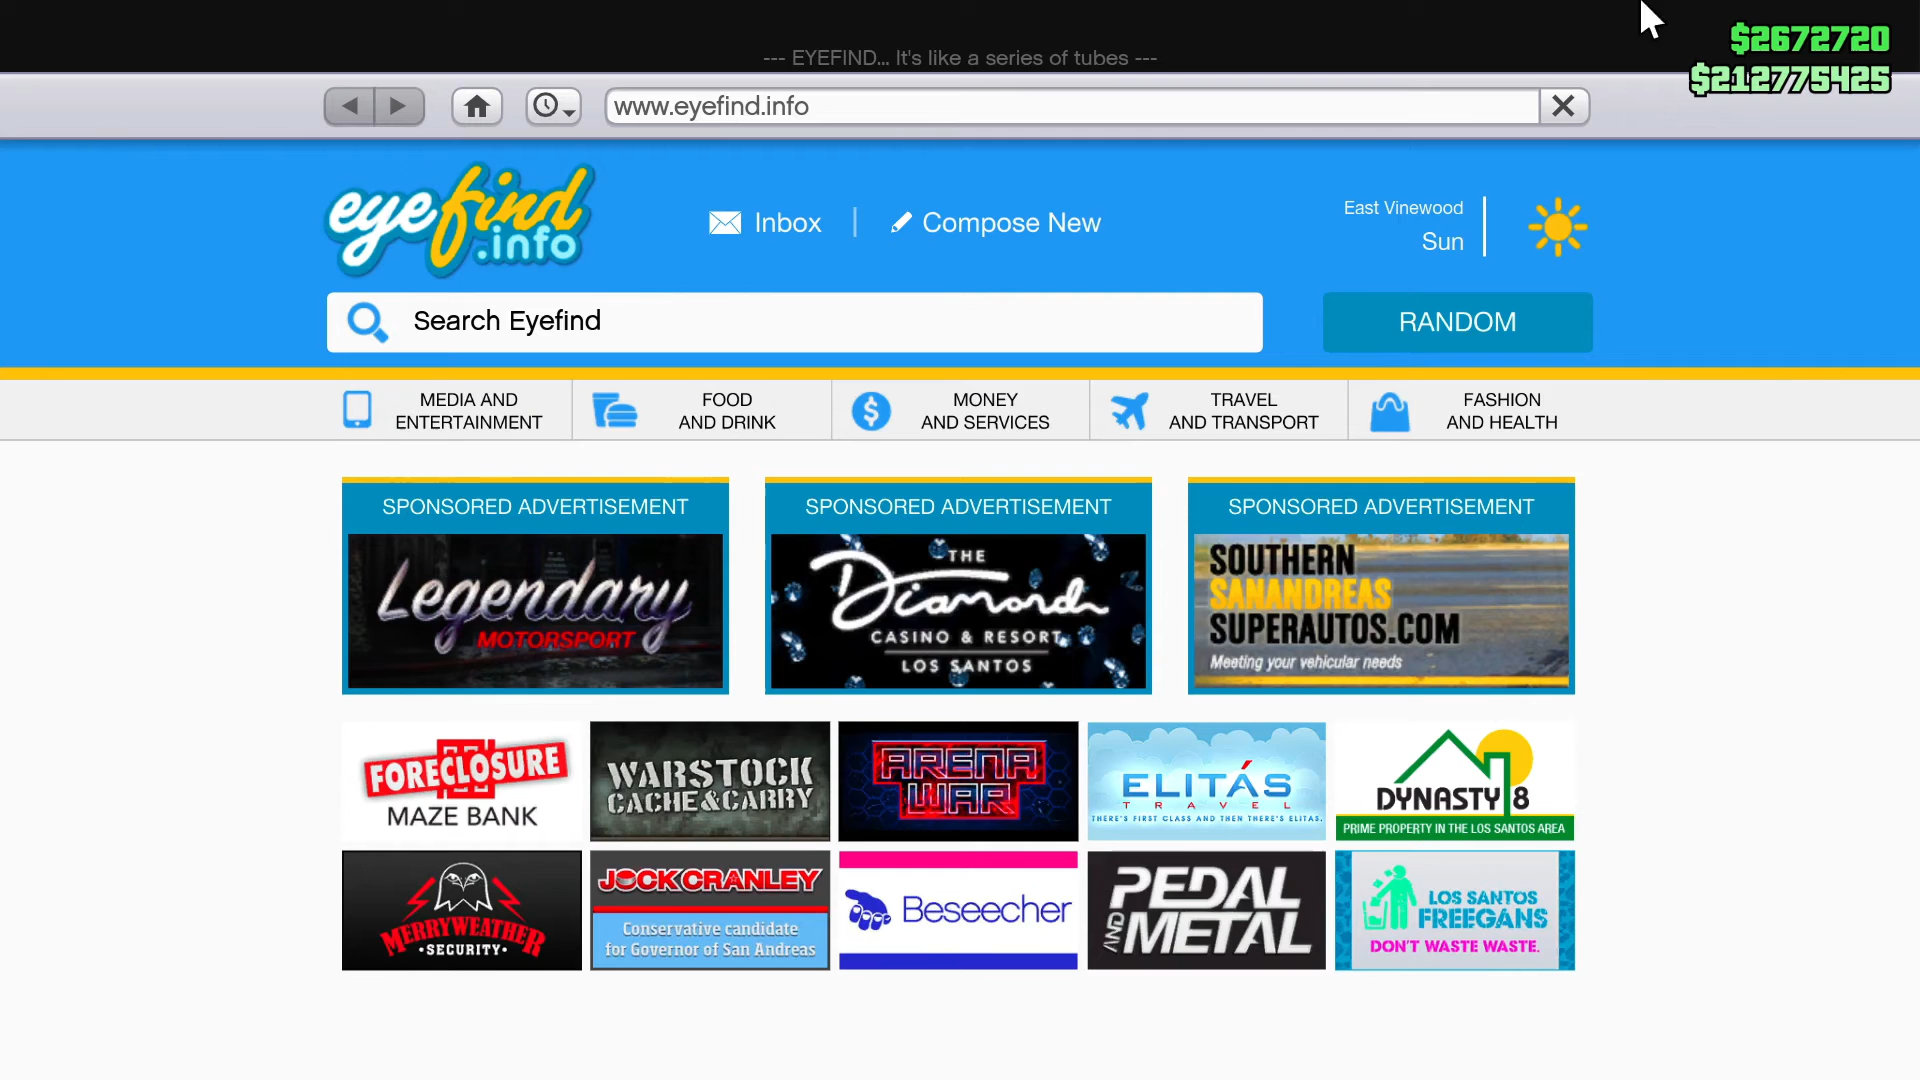 $2672720
--- EYEFIND... It's like a series of tubes ---
$212775425
www.eyefind.info
eyefind
.info
Inbox
Compose New
East Vinewood
Sun
Search Eyefind
RANDOM
MEDIA AND
ENTERTAINMENT
FOOD
AND DRINK
MONEY
AND SERVICES
TRAVEL
AND TRANSPORT
FASHION
AND HEALTH
SPONSORED ADVERTISEMENT
Legendary
MOTORSPORT
SPONSORED ADVERTISEMENT
THE
Diamond
CASINO & RESORT
LOS SANTOS
SPONSORED ADVERTISEMENT
SOUTHERN
SANANDREAS
SUPERAUTOS.COM
Meeting your vehicular needs
FORECLOSURE
MAZE BANK
WARSTOCK
CACHE&CARRY
ARENA
WAR
ELITÁS
TRAVEL
THERE'S FIRST CLASS AND THEN THERE'S ELITAS.
DYNASTY 8
PRIME PROPERTY IN THE LOS SANTOS AREA
MERRYWEATHER
•SECURITY•
JOCK CRANLEY
Conservative candidate
for Governor of San Andreas
Beseecher
PEDAL
AND METAL
LOS SANTOS
FREEGANS
DON'T WASTE WASTE.